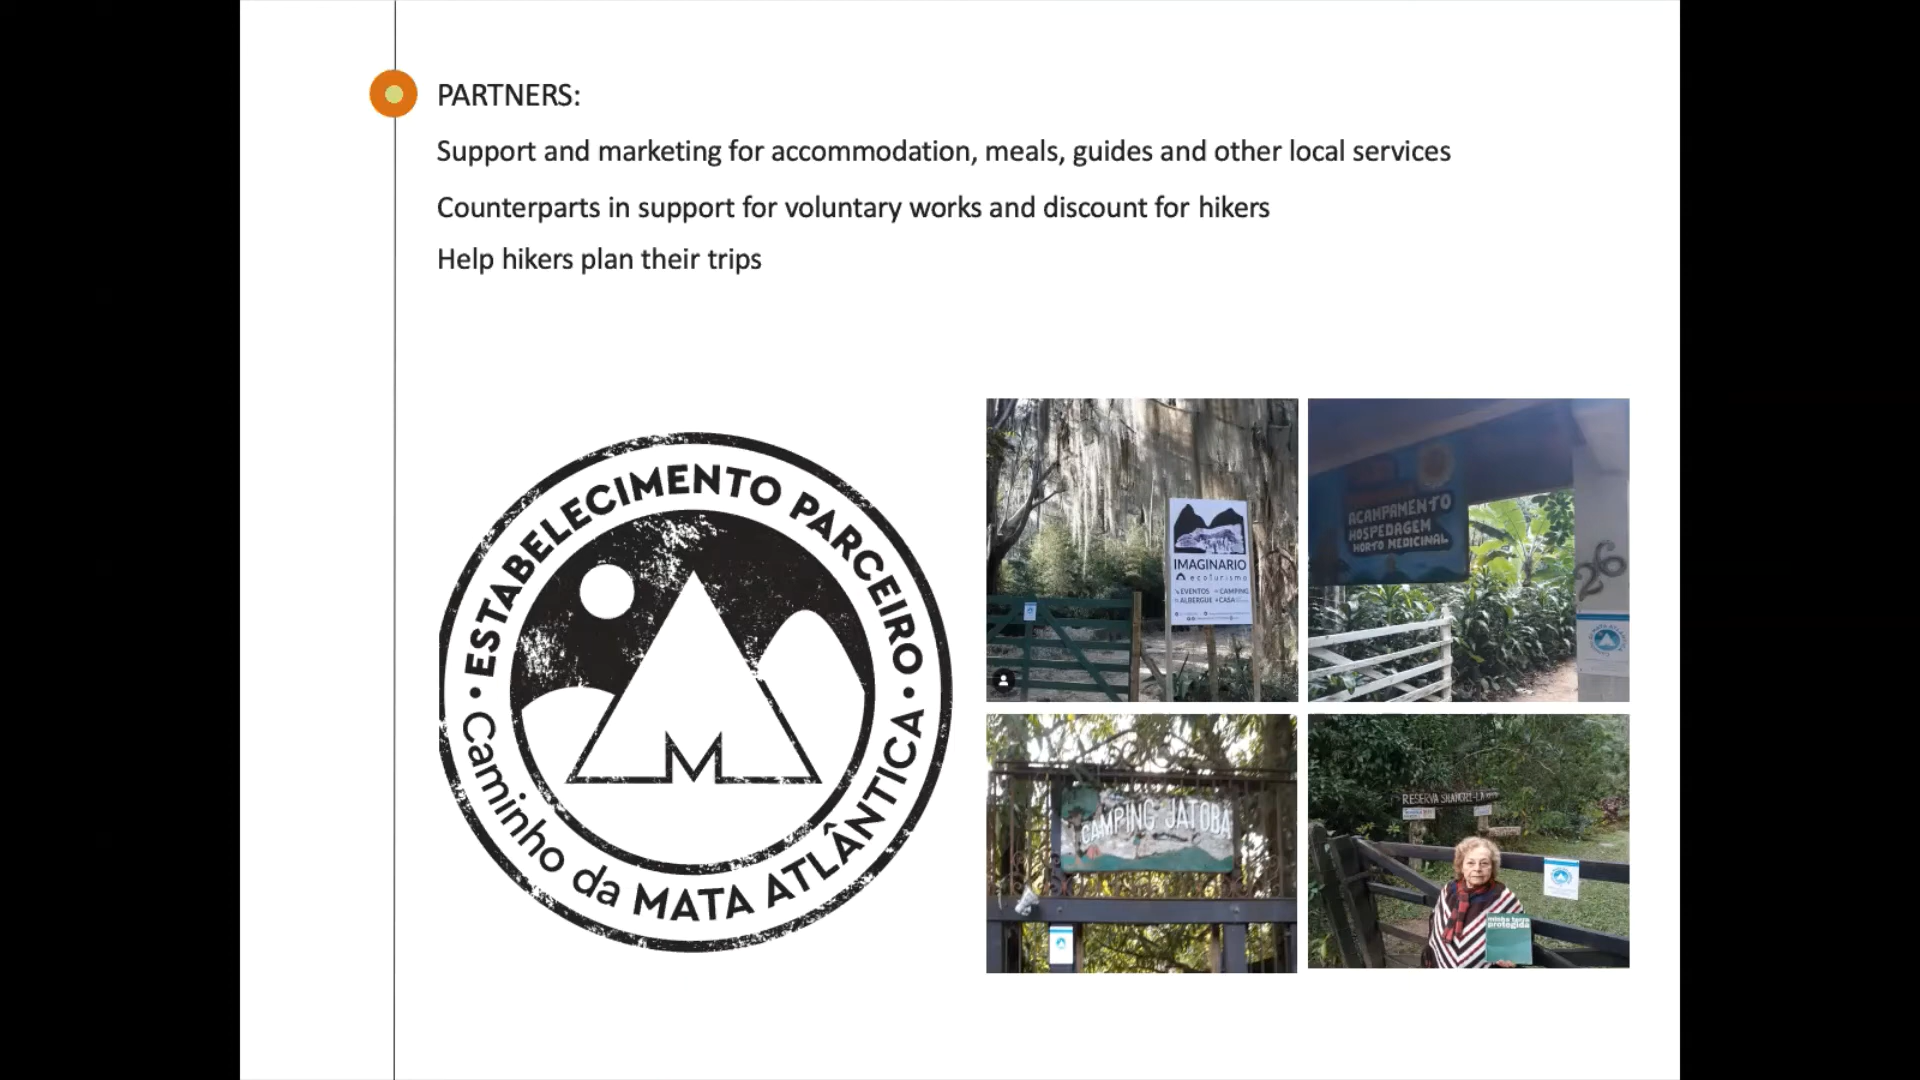 PARTNERS:
Support and marketing for accommodation, meals, guides and other local services
Counterparts in support for voluntary works and discount for hikers
Help hikers plan their trips
• ESTABELECIMENTO PARCEIRO •
Caminho da MATA ATLÂNTICA
IMAGINARIO
ecoturismo
EVENTOS CAMPING
ALBERGUE CASA
ACAMPAMENTO
HOSPEDAGEM
HORTO MEDICINAL
26
CAMPING JATOBA
RESERVA SHANGRI-LA
minha terra
protegida